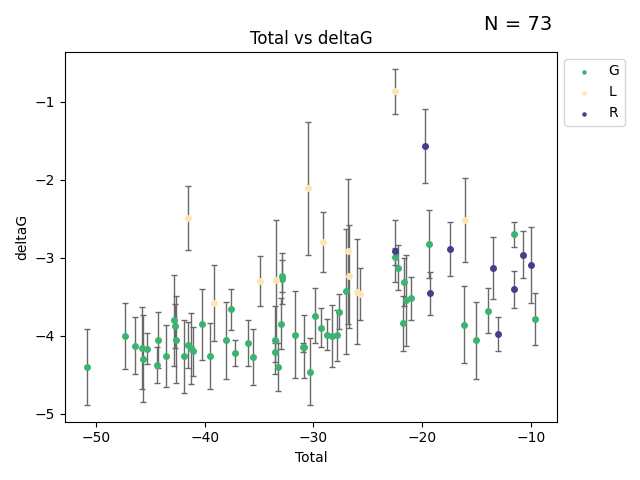 N = 73
Total vs deltaG
G
L
R
−1
−2
−3
−4
−5
deltaG
−50 −40 −30 −20 −10
Total